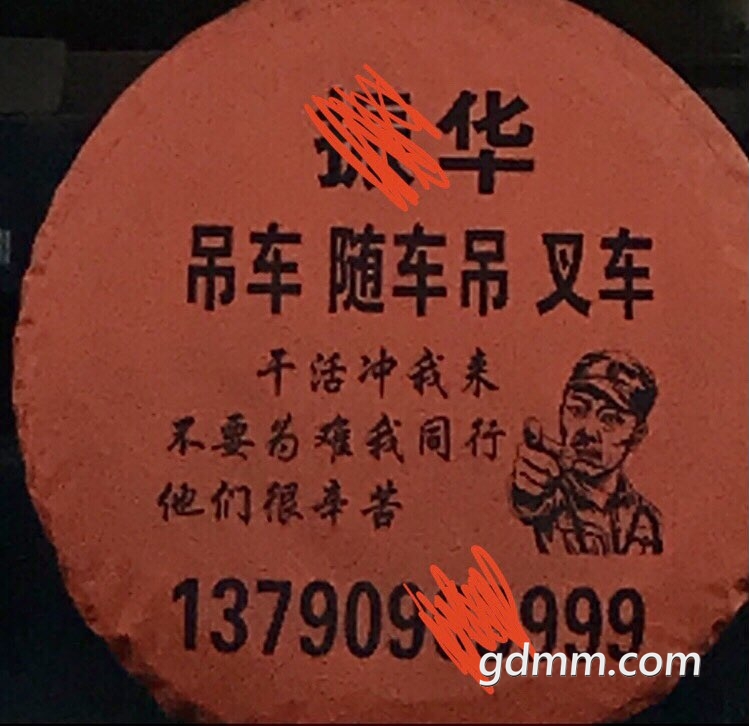 华
吊车 随车吊 叉车
干活冲我来
不要为难我同行
他们很辛苦
137909 999
gdmm.com